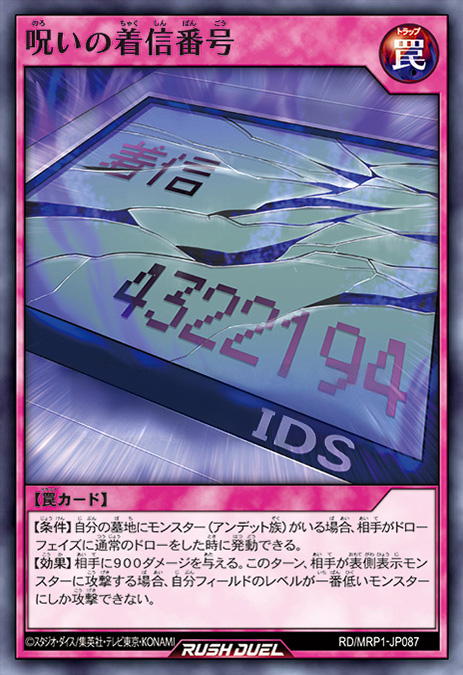 呪いの着信番号
トラップ
罠
着信
4322194
IDS
【罠カード】
【条件】自分の墓地にモンスター(アンデット族)がいる場合、相手がドロー
フェイズに通常のドローをした時に発動できる。
【効果】相手に900ダメージを与える。このターン、相手が表側表示モン
スターに攻撃する場合、自分フィールドのレベルが一番低いモンスター
にしか攻撃できない。
©スタジオ・ダイス/集英社・テレビ東京・KONAMI
RUSH DUEL
RD/MRP1-JP087